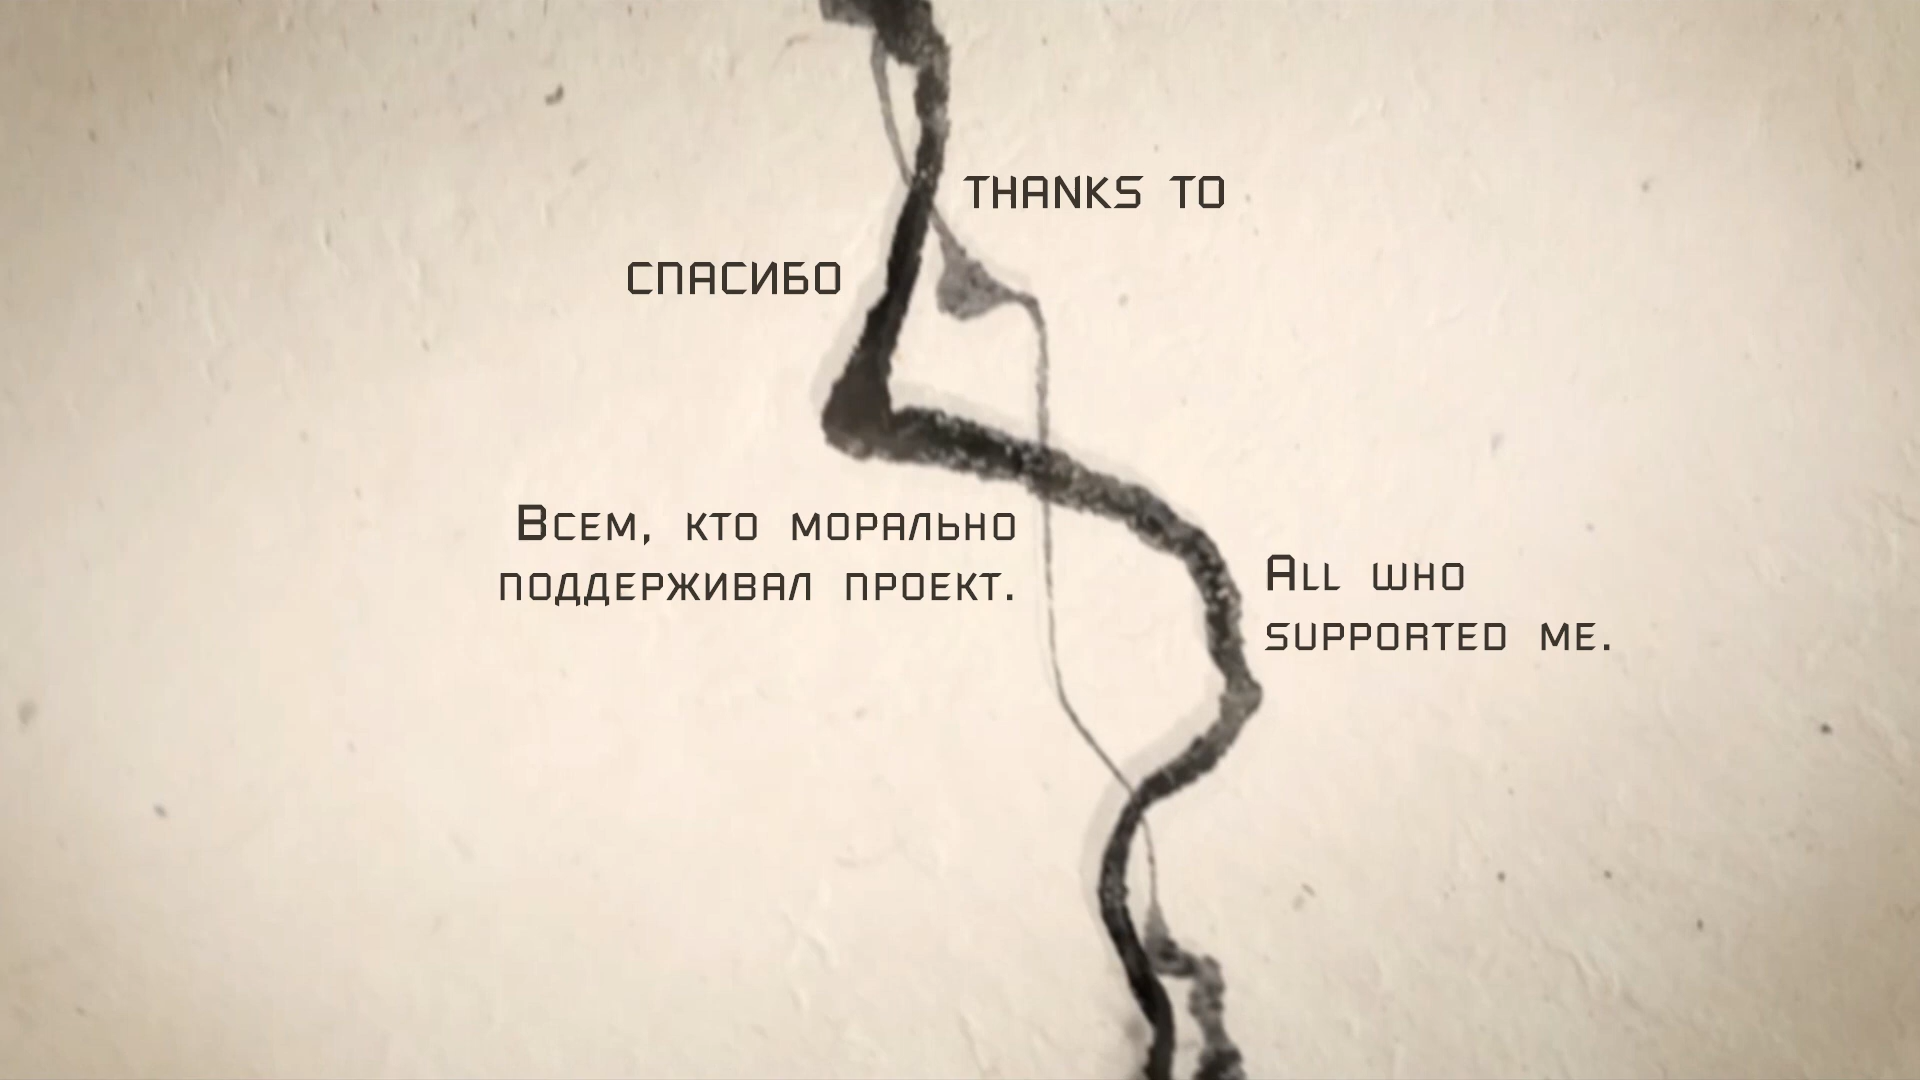 THANKS TO
СПАСИБО
Всем, кто морально
поддерживал проект.
All who
supported me.